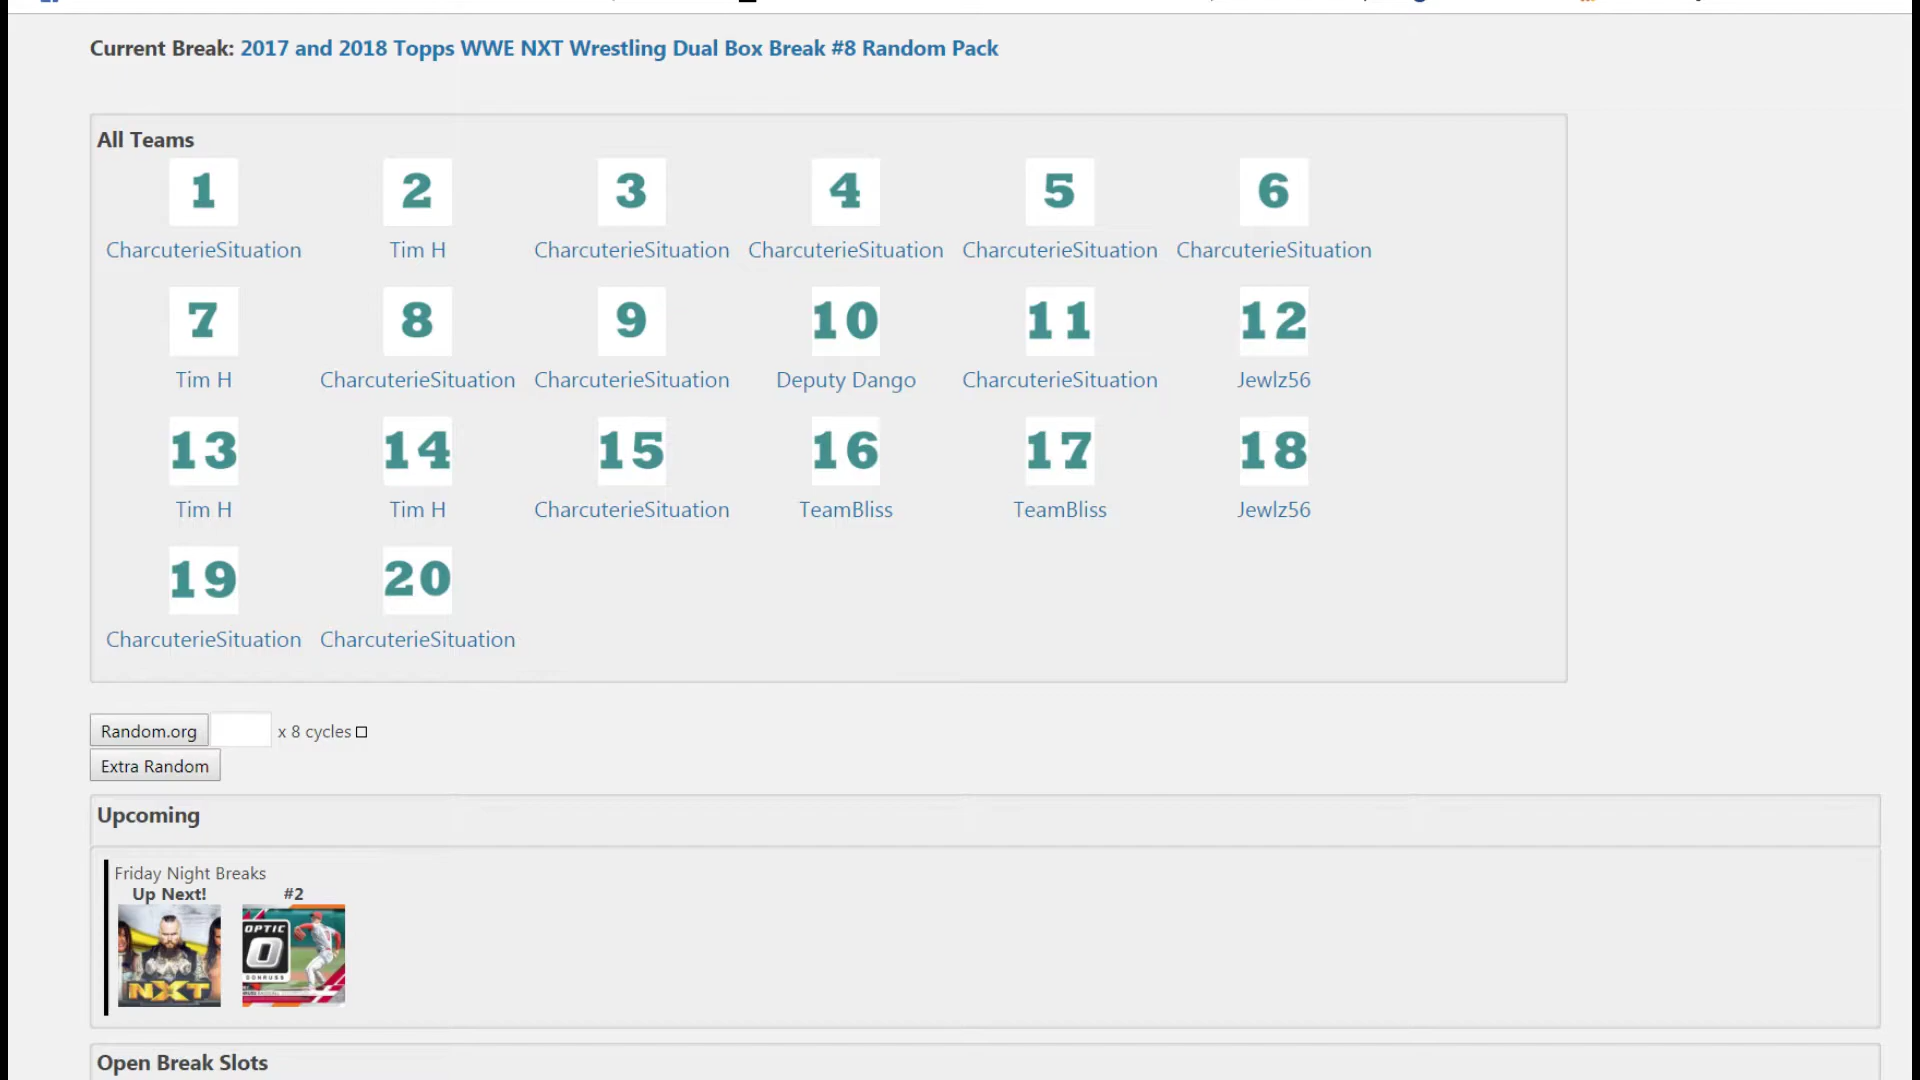 Current Break: 2017 and 2018 Topps WWE NXT Wrestling Dual Box Break #8 Random Pack
All Teams
1 2 3 4 5 6
CharcuterieSituation Tim H CharcuterieSituation CharcuterieSituation CharcuterieSituation CharcuterieSituation
7 8 9 10 11 12
Tim H CharcuterieSituation CharcuterieSituation Deputy Dango CharcuterieSituation Jewlz56
13 14 15 16 17 18
Tim H Tim H CharcuterieSituation TeamBliss TeamBliss Jewlz56
19 20
CharcuterieSituation CharcuterieSituation
Random.org x 8 cycles
Extra Random
Upcoming
Friday Night Breaks
Up Next! #2
OPTIC
DONRUSS
NXT
Open Break Slots